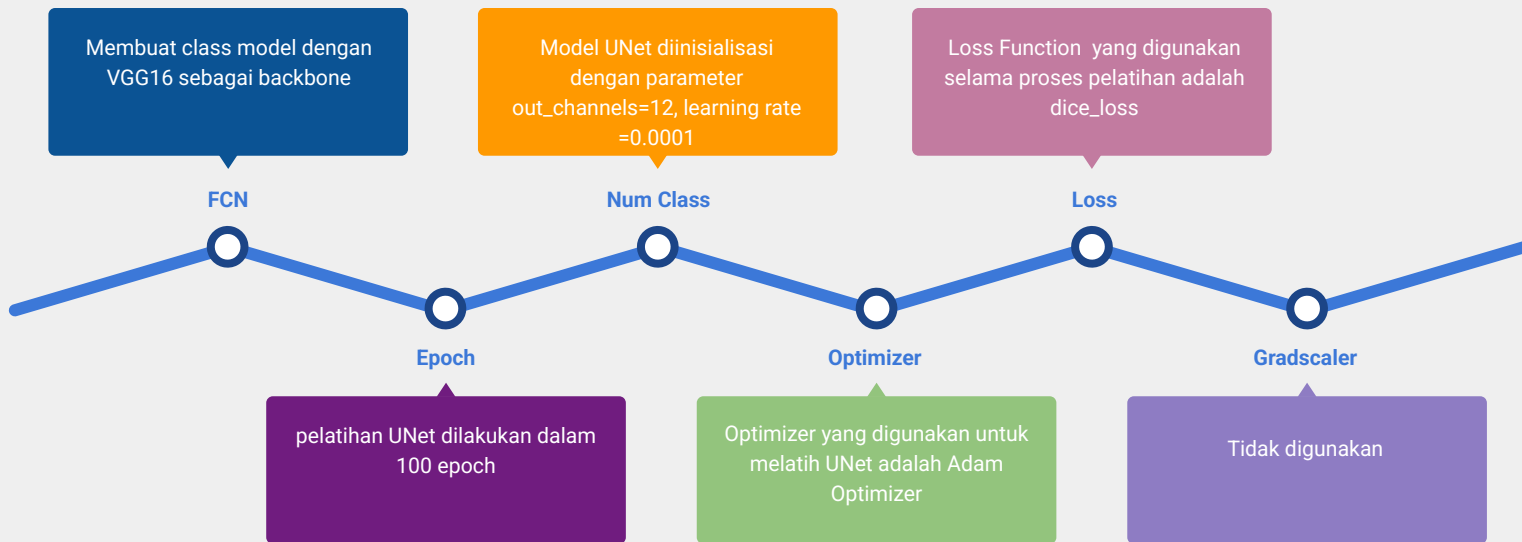 Membuat class model dengan
VGG16 sebagai backbone
Model UNet diinisialisasi
dengan parameter
out_channels=12, learning rate
=0.0001
Loss Function  yang digunakan
selama proses pelatihan adalah
dice_loss
FCN
Num Class
Loss
Epoch
Optimizer
Gradscaler
pelatihan UNet dilakukan dalam
100 epoch
Optimizer yang digunakan untuk
melatih UNet adalah Adam
Optimizer
Tidak digunakan